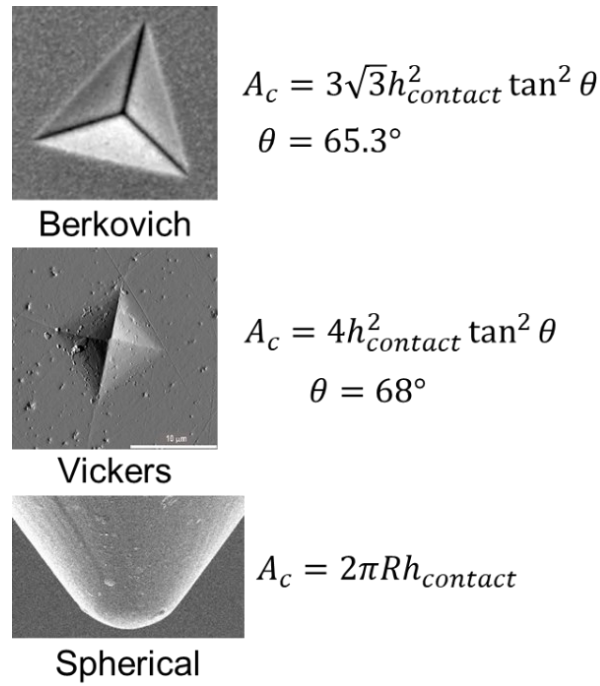 A_c = 3√3h²_contact tan² θ
θ = 65.3°
Berkovich
A_c = 4h²_contact tan² θ
θ = 68°
10 μm
Vickers
A_c = 2πRh_contact
Spherical